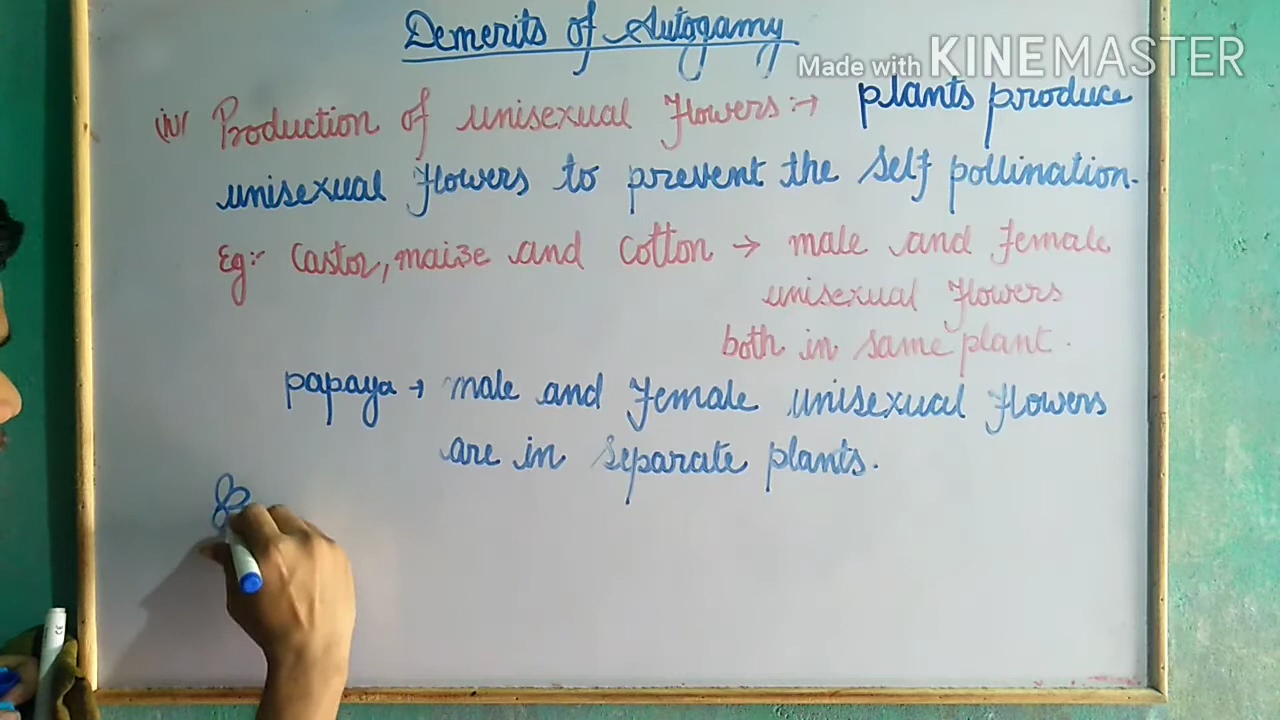 Demerits of Autogamy
Made with KINEMASTER
(iv) Production of unisexual flowers:→ plants produce
unisexual flowers to prevent the self pollination.
Eg:- Castor, maize and cotton → male and female
unisexual flowers
both in same plant.
papaya → male and female unisexual flowers
are in separate plants.